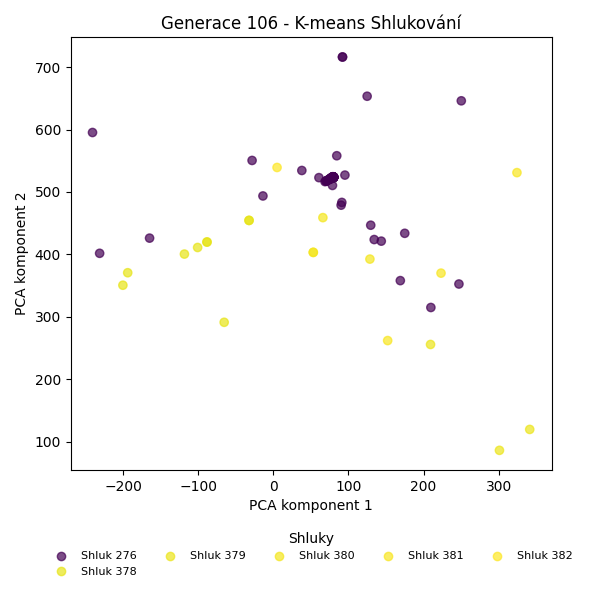 Generace 106 - K-means Shlukování
700
600
500
400
300
200
100
PCA komponent 2
−200 −100 0 100 200 300
PCA komponent 1
Shluky
Shluk 276 Shluk 379 Shluk 380 Shluk 381 Shluk 382
Shluk 378